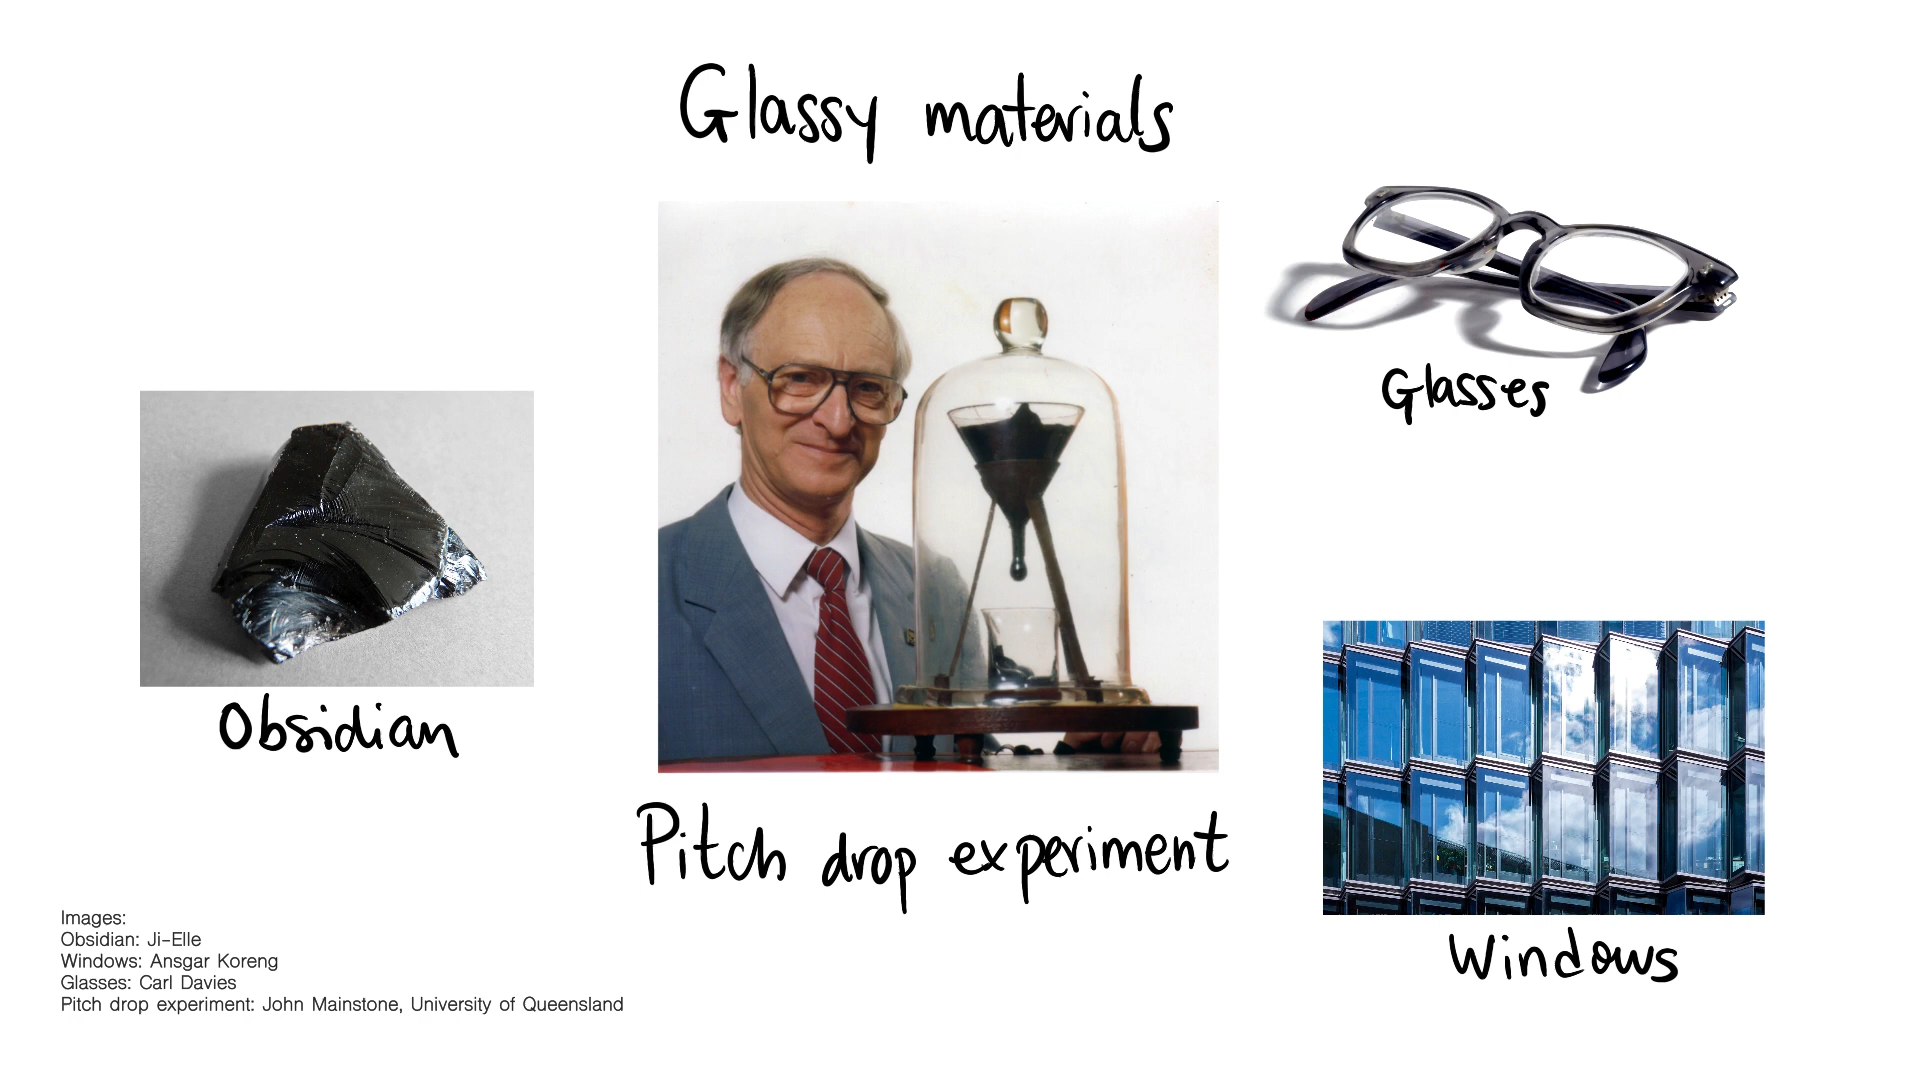 Glassy materials
Glasses
Obsidian
Pitch drop experiment
Windows
Images:
Obsidian: Ji-Elle
Windows: Ansgar Koreng
Glasses: Carl Davies
Pitch drop experiment: John Mainstone, University of Queensland